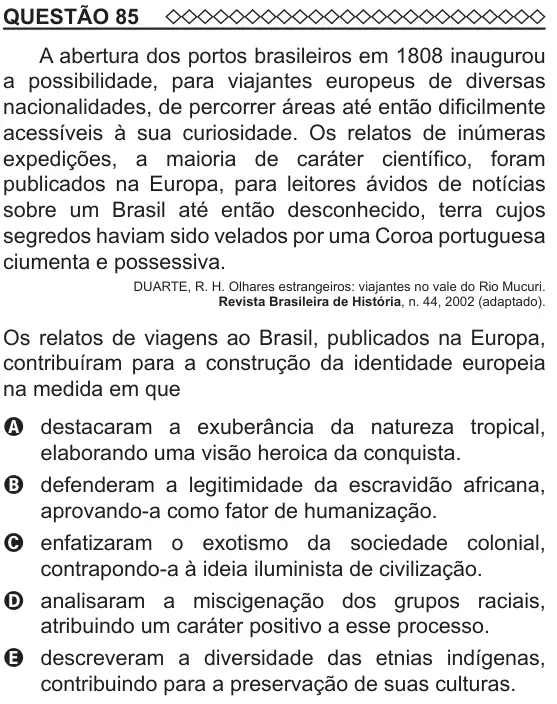 QUESTÃO 85
A abertura dos portos brasileiros em 1808 inaugurou
a possibilidade, para viajantes europeus de diversas
nacionalidades, de percorrer áreas até então dificilmente
acessíveis à sua curiosidade. Os relatos de inúmeras
expedições, a maioria de caráter científico, foram
publicados na Europa, para leitores ávidos de notícias
sobre um Brasil até então desconhecido, terra cujos
segredos haviam sido velados por uma Coroa portuguesa
ciumenta e possessiva.
DUARTE, R. H. Olhares estrangeiros: viajantes no vale do Rio Mucuri.
Revista Brasileira de História, n. 44, 2002 (adaptado).
Os relatos de viagens ao Brasil, publicados na Europa,
contribuíram para a construção da identidade europeia
na medida em que
A destacaram a exuberância da natureza tropical,
elaborando uma visão heroica da conquista.
B defenderam a legitimidade da escravidão africana,
aprovando-a como fator de humanização.
C enfatizaram o exotismo da sociedade colonial,
contrapondo-a à ideia iluminista de civilização.
D analisaram a miscigenação dos grupos raciais,
atribuindo um caráter positivo a esse processo.
E descreveram a diversidade das etnias indígenas,
contribuindo para a preservação de suas culturas.